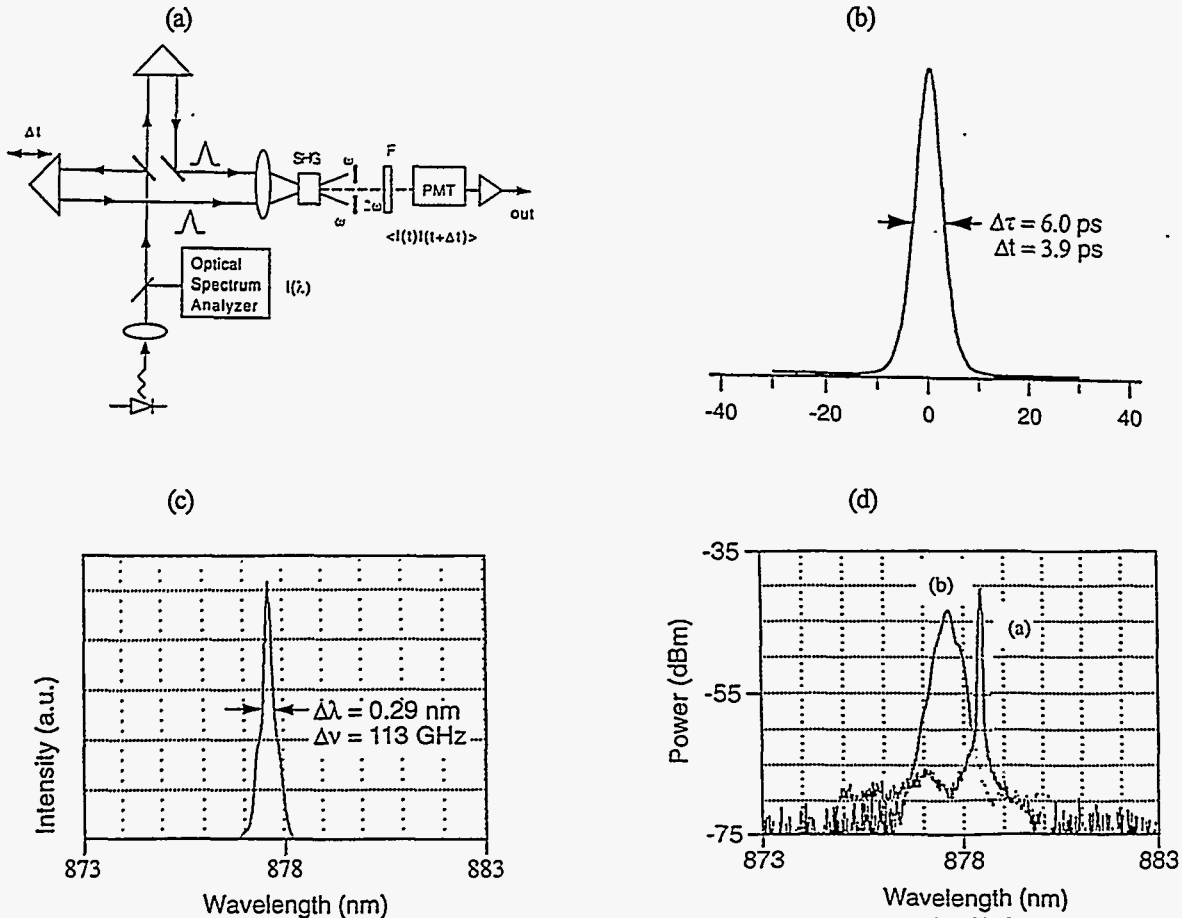 (a)
Δt
SHG
ω
F
PMT
2ω
ω
out
<I(t)I(t+Δt)>
Optical
Spectrum
Analyzer
I(λ)
(b)
Δτ = 6.0 ps
Δt = 3.9 ps
-40
-20
0
20
40
(c)
Intensity (a.u.)
Δλ = 0.29 nm
Δν = 113 GHz
873
878
883
Wavelength (nm)
(d)
-35
-55
-75
Power (dBm)
(b)
(a)
873
878
883
Wavelength (nm)